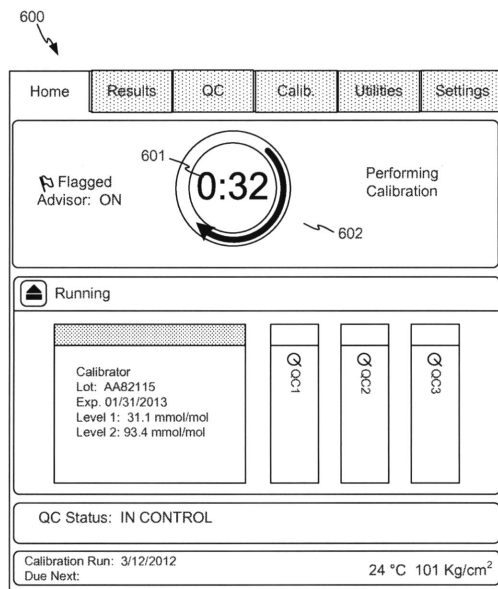 600
Home Results QC Calib. Utilities Settings
601
0:32
Flagged
Advisor: ON
Performing
Calibration
602
Running
Calibrator
Lot: AA82115
Exp. 01/31/2013
Level 1: 31.1 mmol/mol
Level 2: 93.4 mmol/mol
QC1
QC2
QC3
QC Status: IN CONTROL
Calibration Run: 3/12/2012
Due Next:
24 °C 101 Kg/cm²